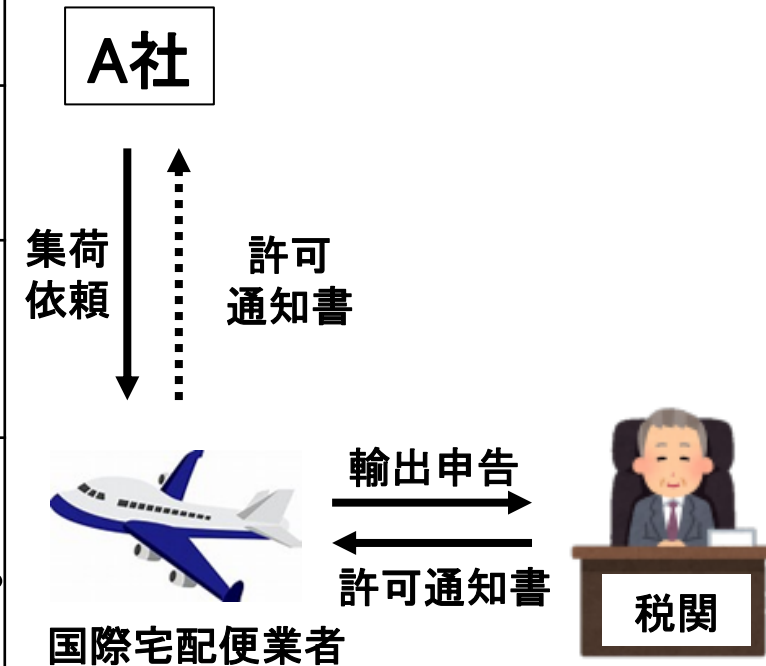 A社
集荷
依頼
許可
通知書
輸出申告
許可通知書
税関
国際宅配便業者